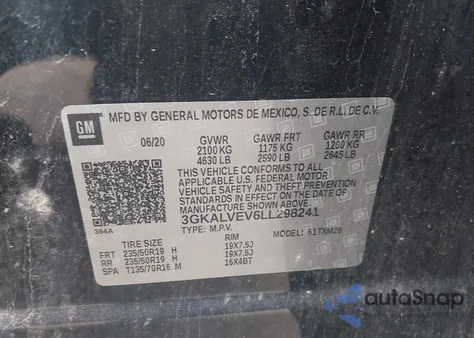 MFD BY GENERAL MOTORS DE MEXICO, S. DE R.L. DE C.V.
GM
06/20 GVWR GAWR FRT GAWR RR
2100 KG 1175 KG 1200 KG
4630 LB 2590 LB 2645 LB
THIS VEHICLE CONFORMS TO ALL
APPLICABLE U.S. FEDERAL MOTOR
VEHICLE SAFETY AND THEFT
PREVENTION STANDARDS IN EFFECT
ON THE DATE OF MANUFACTURE
SHOWN ABOVE.
3GKALVEV6LL298241
384A
TYPE: M.P.V. MODEL: 61TXM26
TIRE SIZE RIM
FRT 235/50R19 H 19X7.5J
RR 235/50R19 H 19X7.5J
SPA T135/70R16 M 16X4BT
autoSnap